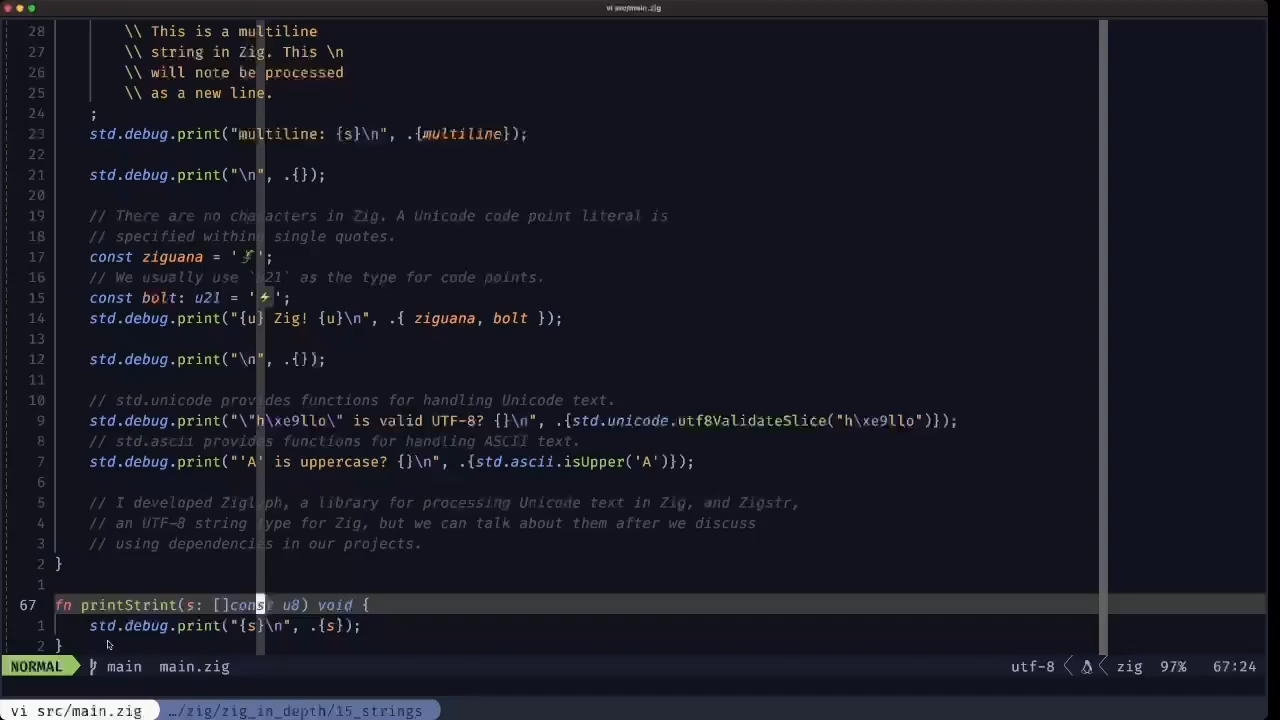 vi src/main.zig
28 \\ This is a multiline
27 \\ string in Zig. This \n
26 \\ will note be processed
25 \\ as a new line.
24 ;
23 std.debug.print("multiline: {s}\n", .{multiline});
22
21 std.debug.print("\n", .{});
20
19 // There are no characters in Zig. A Unicode code point literal is
18 // specified withing single quotes.
17 const ziguana = '🦎';
16 // We usually use `u21` as the type for code points.
15 const bolt: u21 = '⚡';
14 std.debug.print("{u} Zig! {u}\n", .{ ziguana, bolt });
13
12 std.debug.print("\n", .{});
11
10 // std.unicode provides functions for handling Unicode text.
9 std.debug.print("\"h\xe9llo\" is valid UTF-8? {}\n", .{std.unicode.utf8ValidateSlice("h\xe9llo")});
8 // std.ascii provides functions for handling ASCII text.
7 std.debug.print("'A' is uppercase? {}\n", .{std.ascii.isUpper('A')});
6
5 // I developed Ziglyph, a library for processing Unicode text in Zig, and Zigstr,
4 // an UTF-8 string type for Zig, but we can talk about them after we discuss
3 // using dependencies in our projects.
2 }
1
67 fn printStrint(s: []const u8) void {
1 std.debug.print("{s}\n", .{s});
2 }
NORMAL main main.zig utf-8 zig 97% 67:24
vi src/main.zig …/zig/zig_in_depth/15_strings